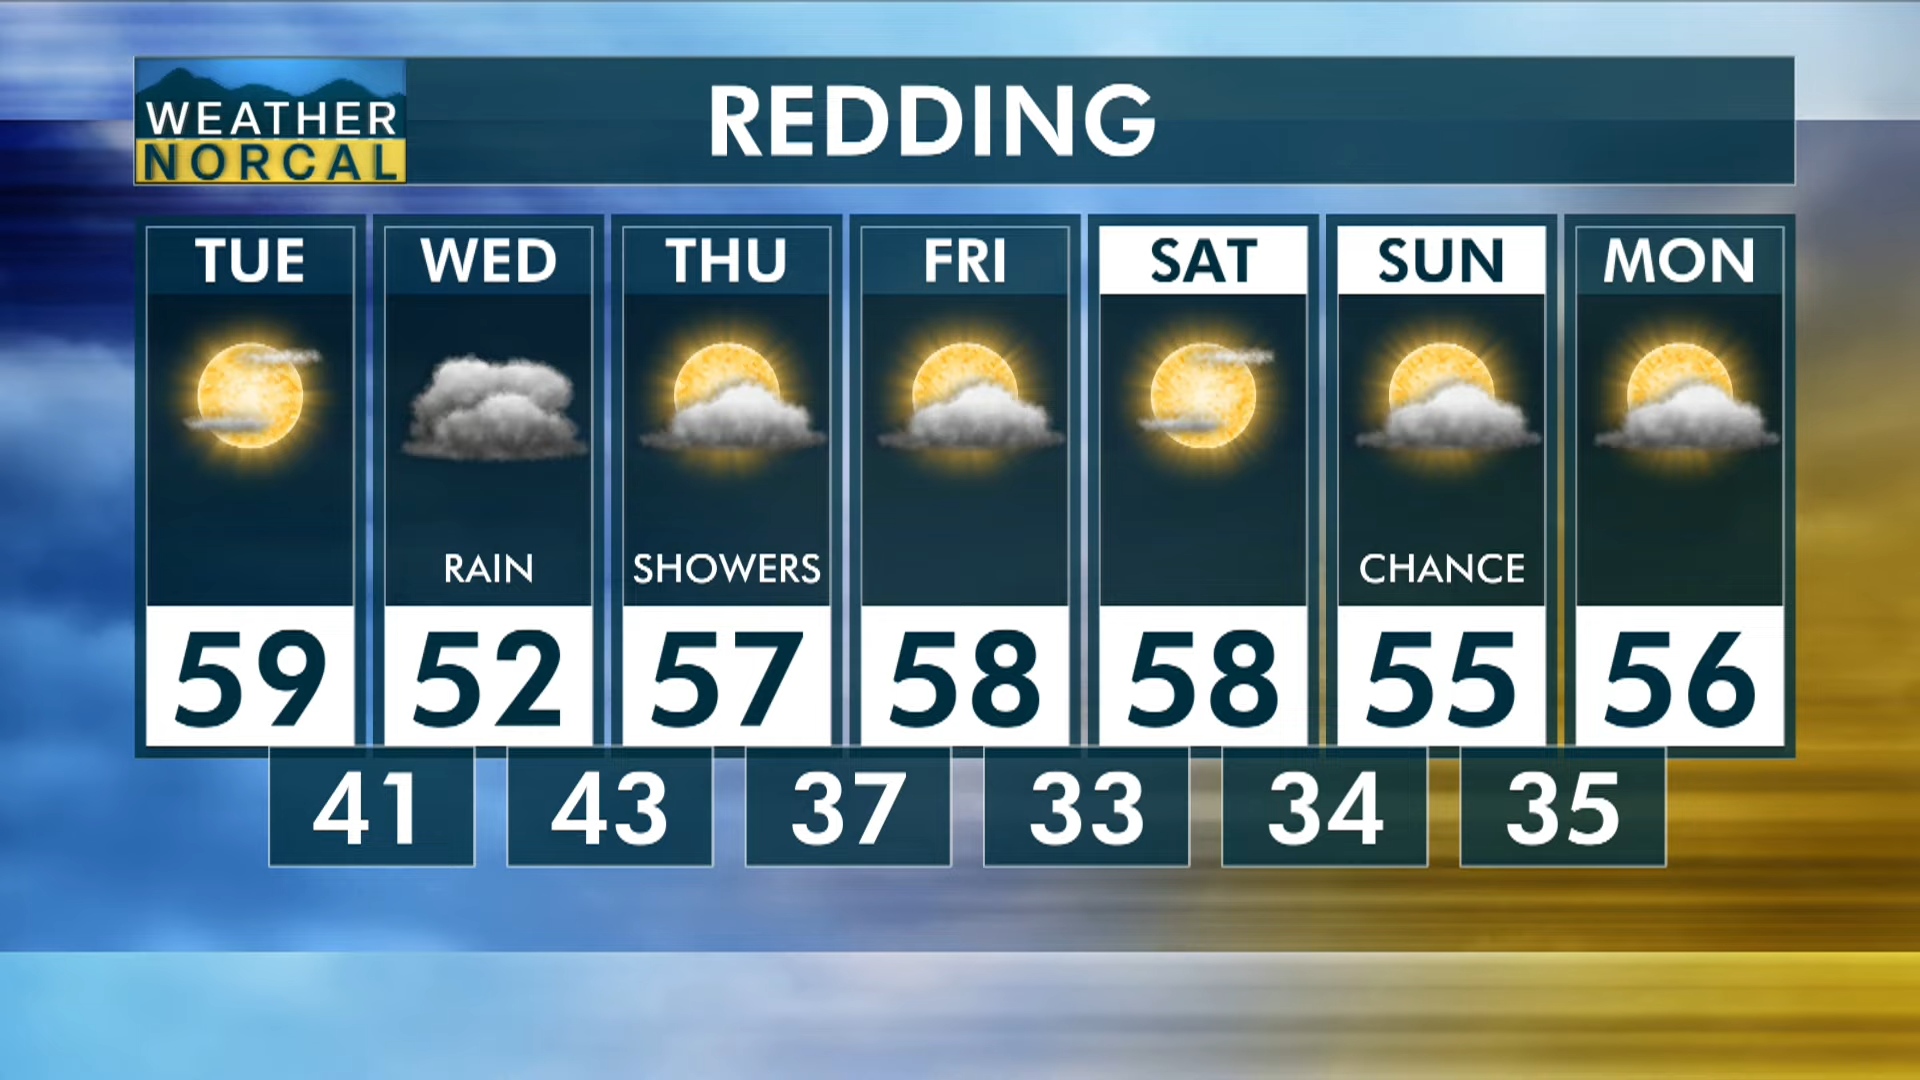 WEATHER
NORCAL
REDDING
TUE WED THU FRI SAT SUN MON
RAIN SHOWERS CHANCE
59 52 57 58 58 55 56
41 43 37 33 34 35